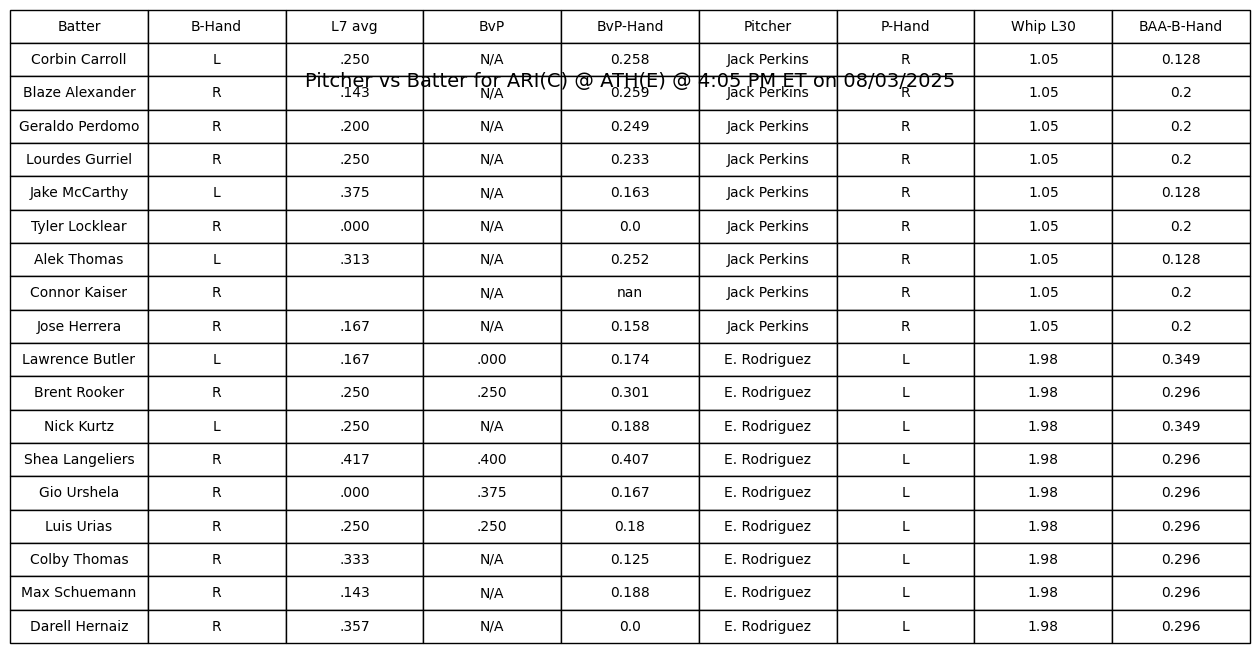 Batter B-Hand L7 avg BvP BvP-Hand Pitcher P-Hand Whip L30 BAA-B-Hand
Corbin Carroll L .250 N/A 0.258 Jack Perkins R 1.05 0.128
Pitcher vs Batter for ARI(C) @ ATH(E) @ 4:05 PM ET on 08/03/2025
Blaze Alexander R .143 N/A 0.259 Jack Perkins R 1.05 0.2
Geraldo Perdomo R .200 N/A 0.249 Jack Perkins R 1.05 0.2
Lourdes Gurriel R .250 N/A 0.233 Jack Perkins R 1.05 0.2
Jake McCarthy L .375 N/A 0.163 Jack Perkins R 1.05 0.128
Tyler Locklear R .000 N/A 0.0 Jack Perkins R 1.05 0.2
Alek Thomas L .313 N/A 0.252 Jack Perkins R 1.05 0.128
Connor Kaiser R N/A nan Jack Perkins R 1.05 0.2
Jose Herrera R .167 N/A 0.158 Jack Perkins R 1.05 0.2
Lawrence Butler L .167 .000 0.174 E. Rodriguez L 1.98 0.349
Brent Rooker R .250 .250 0.301 E. Rodriguez L 1.98 0.296
Nick Kurtz L .250 N/A 0.188 E. Rodriguez L 1.98 0.349
Shea Langeliers R .417 .400 0.407 E. Rodriguez L 1.98 0.296
Gio Urshela R .000 .375 0.167 E. Rodriguez L 1.98 0.296
Luis Urias R .250 .250 0.18 E. Rodriguez L 1.98 0.296
Colby Thomas R .333 N/A 0.125 E. Rodriguez L 1.98 0.296
Max Schuemann R .143 N/A 0.188 E. Rodriguez L 1.98 0.296
Darell Hernaiz R .357 N/A 0.0 E. Rodriguez L 1.98 0.296